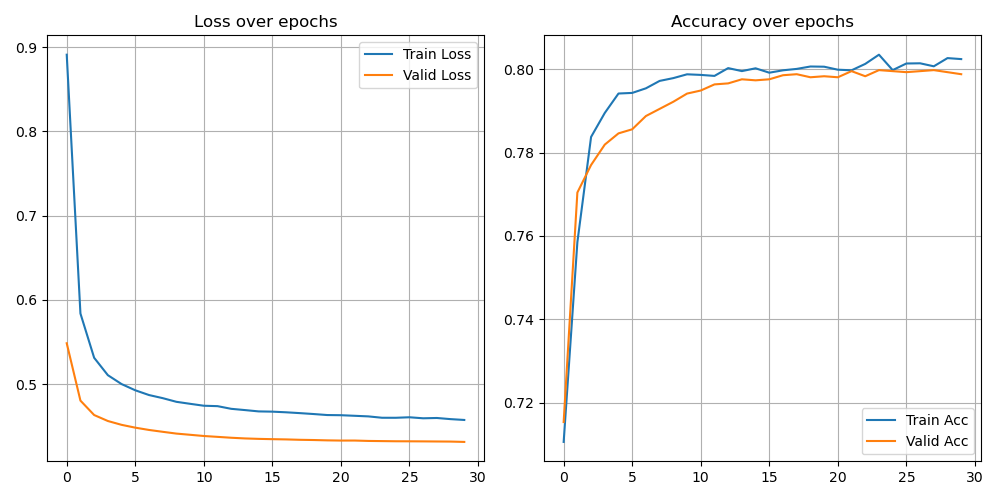 Loss over epochs
0.9
0.8
0.7
0.6
0.5
0 5 10 15 20 25 30
Train Loss
Valid Loss
Accuracy over epochs
0.80
0.78
0.76
0.74
0.72
0 5 10 15 20 25 30
Train Acc
Valid Acc